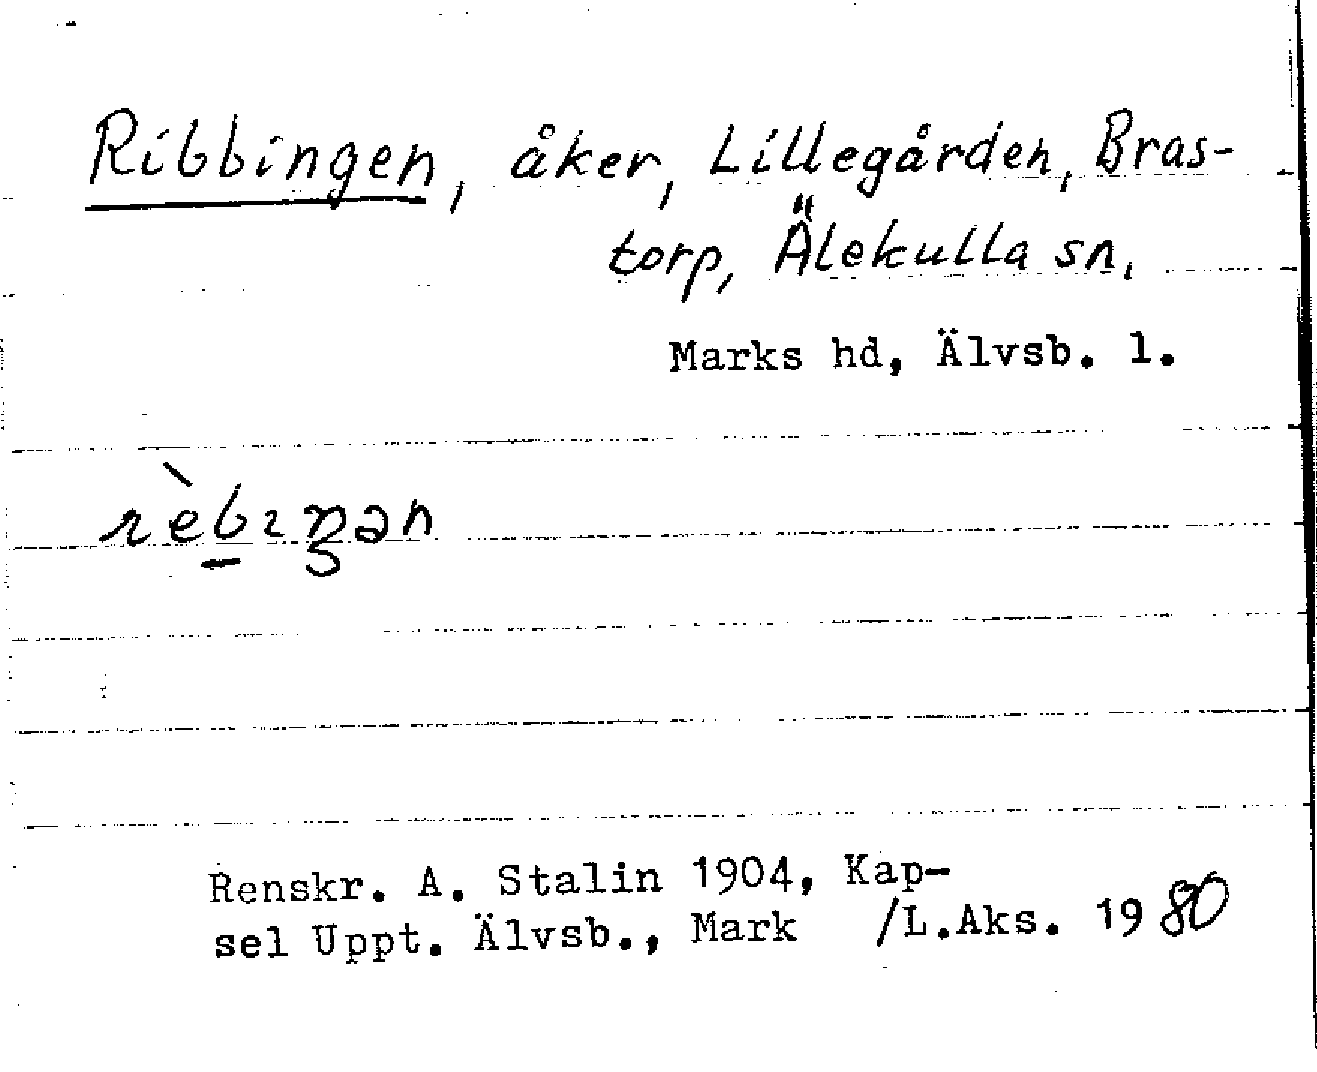 Ribbingen, åker, Lillegården, Bras-
torp, Älekulla sn,
Marks hd, Älvsb. l.
rèbɪŋən
Renskr. A. Stalin 1904, Kap-
sel Uppt. Älvsb., Mark /L.Aks. 1980